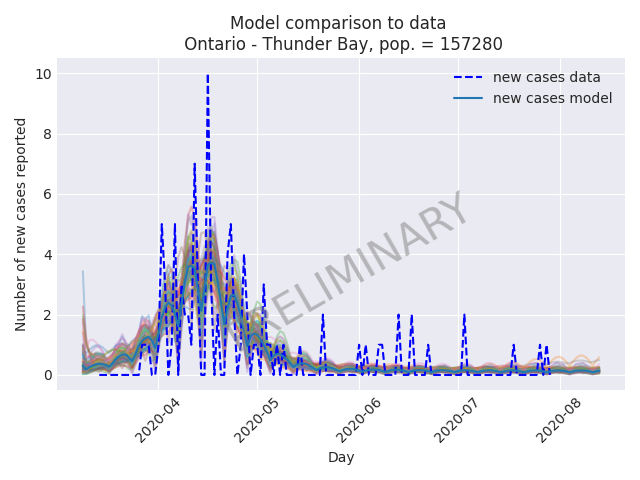 Model comparison to data
Ontario - Thunder Bay, pop. = 157280
new cases data
new cases model
Number of new cases reported
10
8
6
4
2
0
PRELIMINARY
2020-04
2020-05
2020-06
2020-07
2020-08
Day